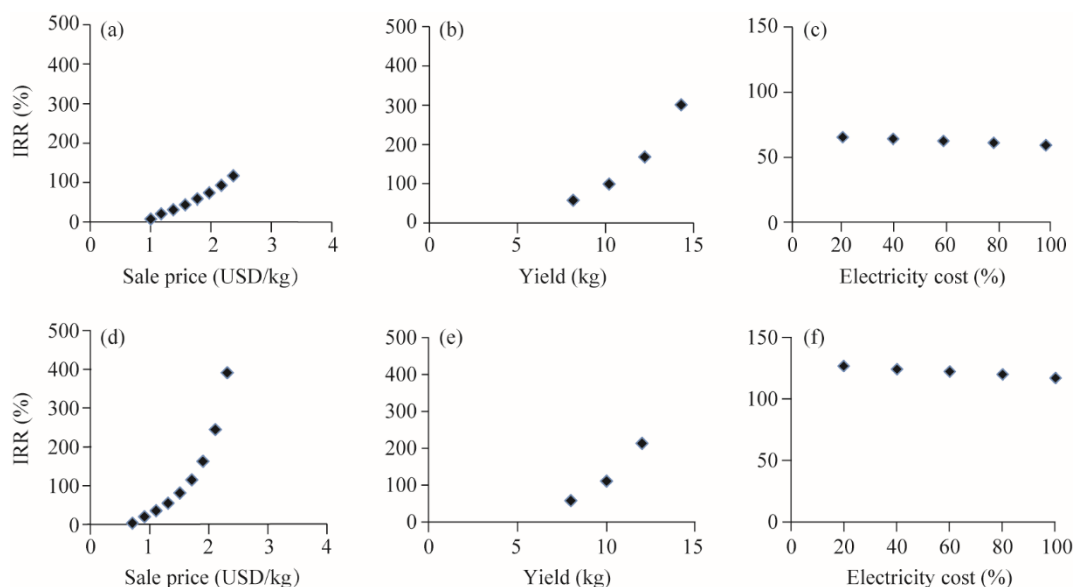 (a)
IRR (%)
500
400
300
200
100
0
0 1 2 3 4
Sale price (USD/kg)
(b)
500
400
300
200
100
0
0 5 10 15
Yield (kg)
(c)
150
100
50
0
0 20 40 60 80 100
Electricity cost (%)
(d)
IRR (%)
500
400
300
200
100
0
0 1 2 3 4
Sale price (USD/kg)
(e)
500
400
300
200
100
0
0 5 10 15
Yield (kg)
(f)
150
100
50
0
0 20 40 60 80 100
Electricity cost (%)